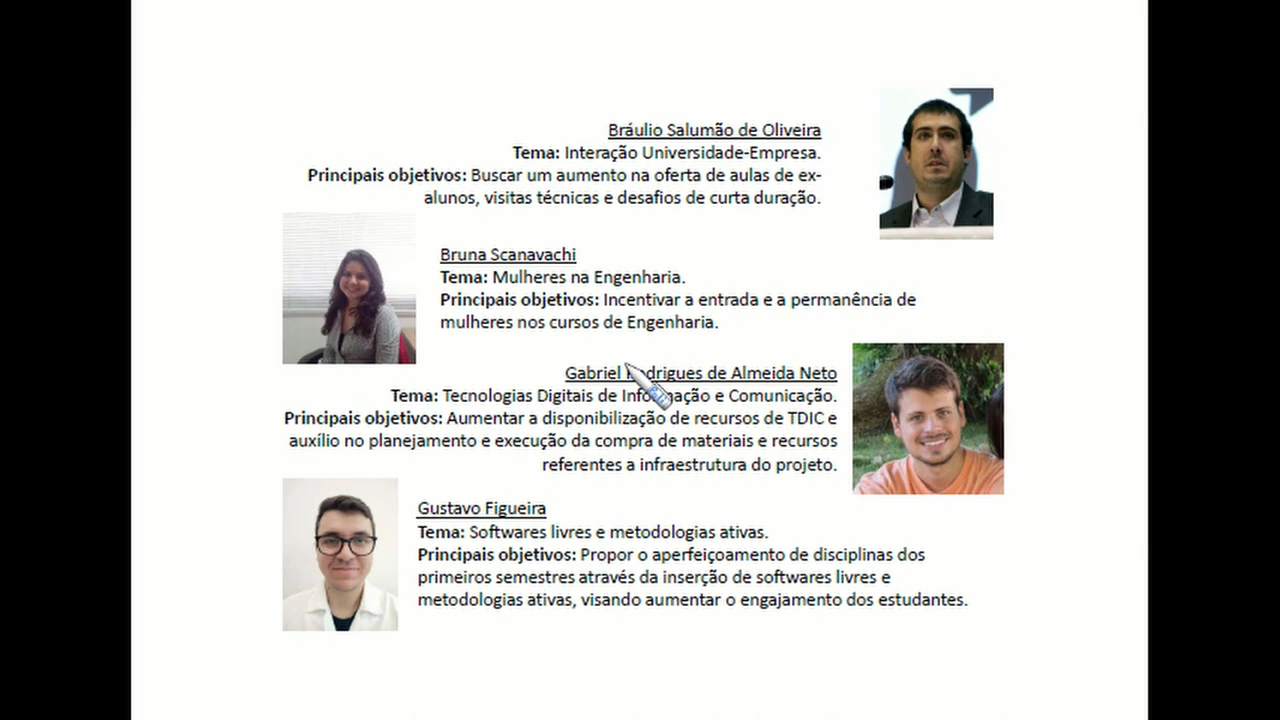 Bráulio Salumão de Oliveira
Tema: Interação Universidade-Empresa.
Principais objetivos: Buscar um aumento na oferta de aulas de ex-
alunos, visitas técnicas e desafios de curta duração.
Bruna Scanavachi
Tema: Mulheres na Engenharia.
Principais objetivos: Incentivar a entrada e a permanência de
mulheres nos cursos de Engenharia.
Gabriel Rodrigues de Almeida Neto
Tema: Tecnologias Digitais de Informação e Comunicação.
Principais objetivos: Aumentar a disponibilização de recursos de TDIC e
auxílio no planejamento e execução da compra de materiais e recursos
referentes a infraestrutura do projeto.
Gustavo Figueira
Tema: Softwares livres e metodologias ativas.
Principais objetivos: Propor o aperfeiçoamento de disciplinas dos
primeiros semestres através da inserção de softwares livres e
metodologias ativas, visando aumentar o engajamento dos estudantes.